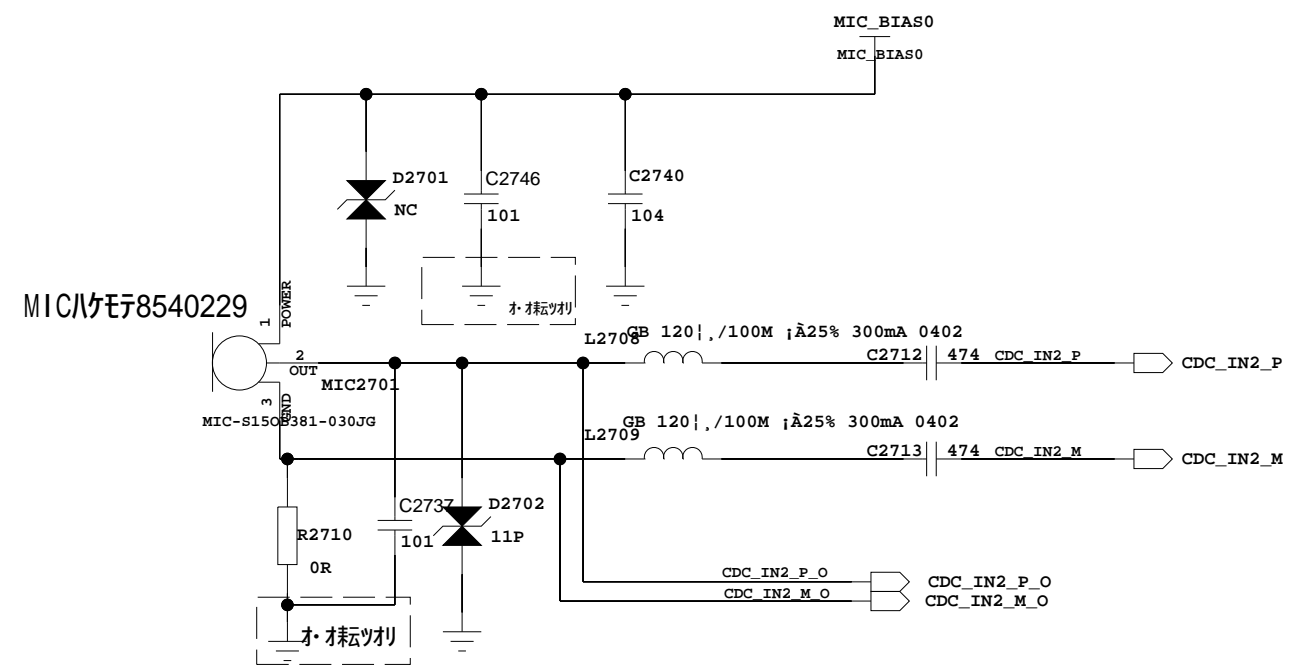 MIC_BIAS0
MIC_BIAS0
D2701
NC
C2746
101
C2740
104
オ・オ耘ツオリ
MICハケモテ8540229
1
POWER
2
OUT
3
GND
MIC2701
MIC-S15OB381-030JG
L2708
GB 120¦¸/100M ¡À25% 300mA 0402
C2712
474
CDC_IN2_P
CDC_IN2_P
L2709
GB 120¦¸/100M ¡À25% 300mA 0402
C2713
474
CDC_IN2_M
CDC_IN2_M
R2710
0R
C2737
101
D2702
11P
CDC_IN2_P_O
CDC_IN2_P_O
CDC_IN2_M_O
CDC_IN2_M_O
オ・オ耘ツオリ